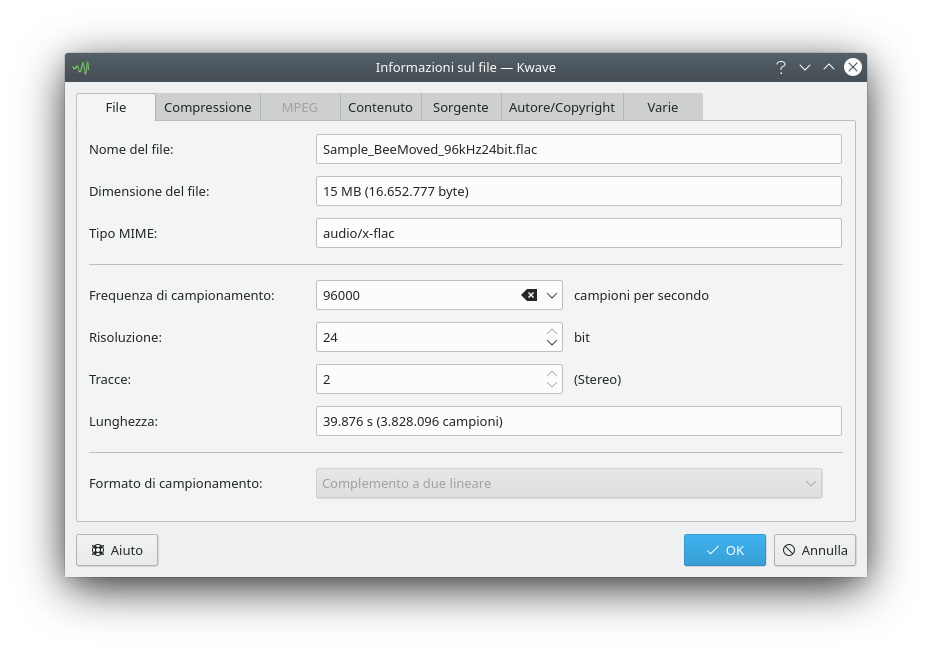 Informazioni sul file — Kwave
File Compressione MPEG Contenuto Sorgente Autore/Copyright Varie
Nome del file: Sample_BeeMoved_96kHz24bit.flac
Dimensione del file: 15 MB (16.652.777 byte)
Tipo MIME: audio/x-flac
Frequenza di campionamento: 96000 campioni per secondo
Risoluzione: 24 bit
Tracce: 2 (Stereo)
Lunghezza: 39.876 s (3.828.096 campioni)
Formato di campionamento: Complemento a due lineare
Aiuto OK Annulla